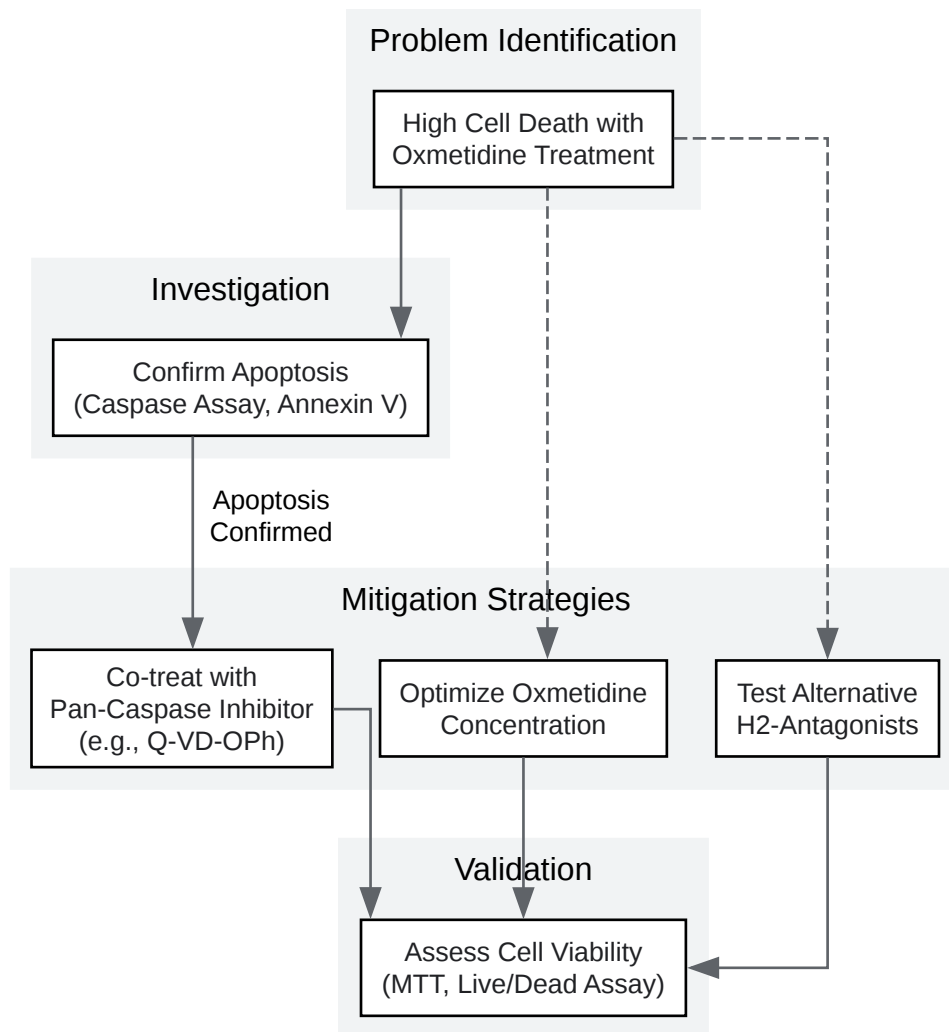 Problem Identification
High Cell Death with
Oxmetidine Treatment
Investigation
Confirm Apoptosis
(Caspase Assay, Annexin V)
Apoptosis
Confirmed
Mitigation Strategies
Co-treat with
Pan-Caspase Inhibitor
(e.g., Q-VD-OPh)
Optimize Oxmetidine
Concentration
Test Alternative
H2-Antagonists
Validation
Assess Cell Viability
(MTT, Live/Dead Assay)